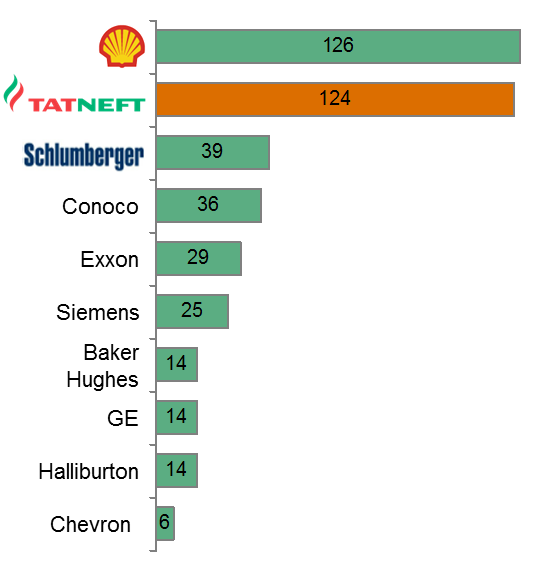 126
TATNEFT 124
Schlumberger 39
Conoco 36
Exxon 29
Siemens 25
Baker
Hughes 14
GE 14
Halliburton 14
Chevron 6